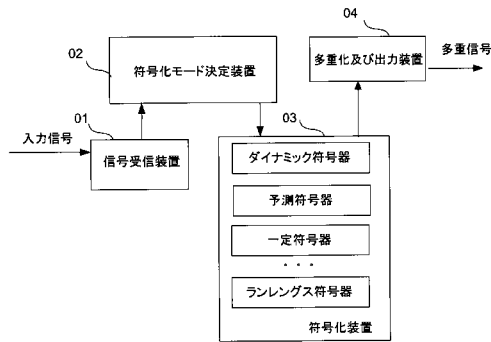 04
02
符号化モード決定装置
多重化及び出力装置
多重信号
01
入力信号
信号受信装置
03
ダイナミック符号器
予測符号器
一定符号器
・・・
ランレングス符号器
符号化装置